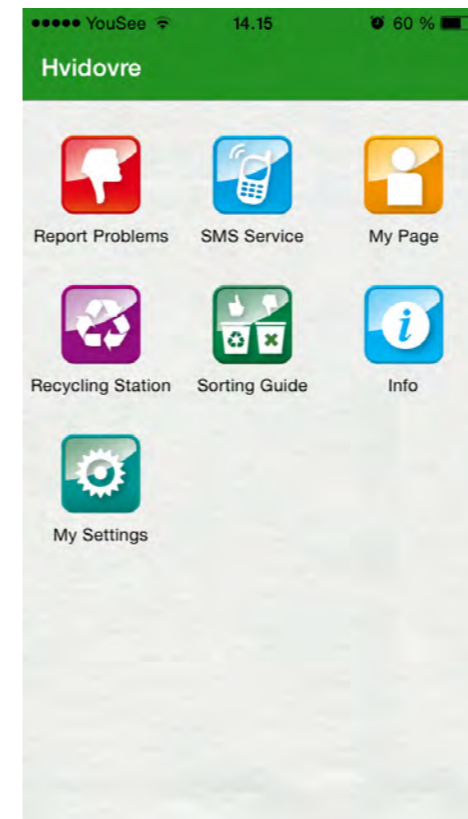 YouSee 14.15 60 %
Hvidovre
Report Problems SMS Service My Page
Recycling Station Sorting Guide Info
My Settings